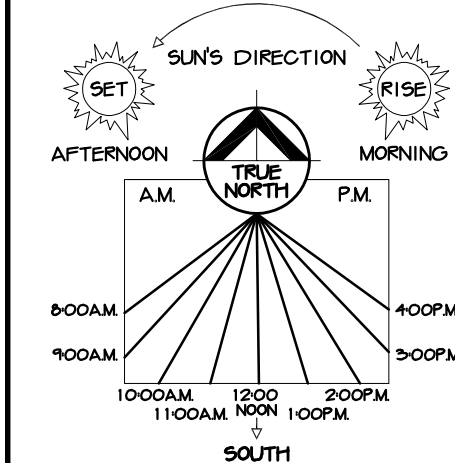 SUN'S DIRECTION
SET
RISE
AFTERNOON
MORNING
TRUE
NORTH
A.M.
P.M.
8:00A.M.
4:00P.M
9:00A.M.
3:00P.M
10:00A.M.
12:00
2:00P.M.
11:00A.M.
NOON
1:00P.M.
SOUTH